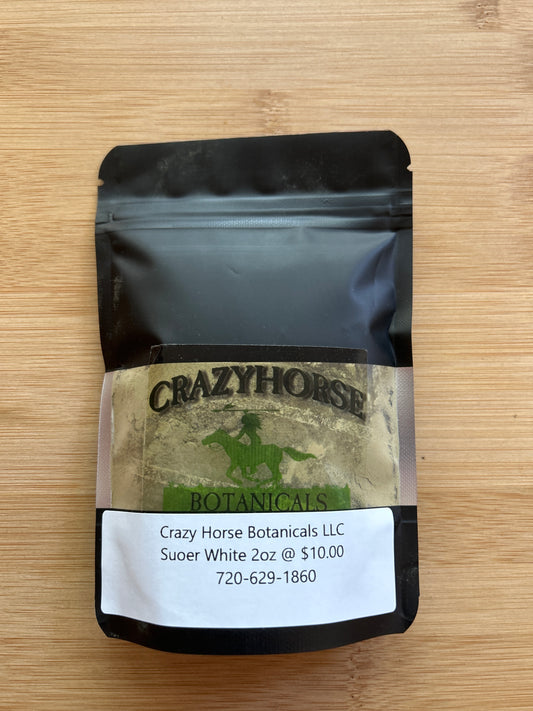 CRAZYHORSE
BOTANICALS
Crazy Horse Botanicals LLC
Suoer White 2oz @ $10.00
720-629-1860